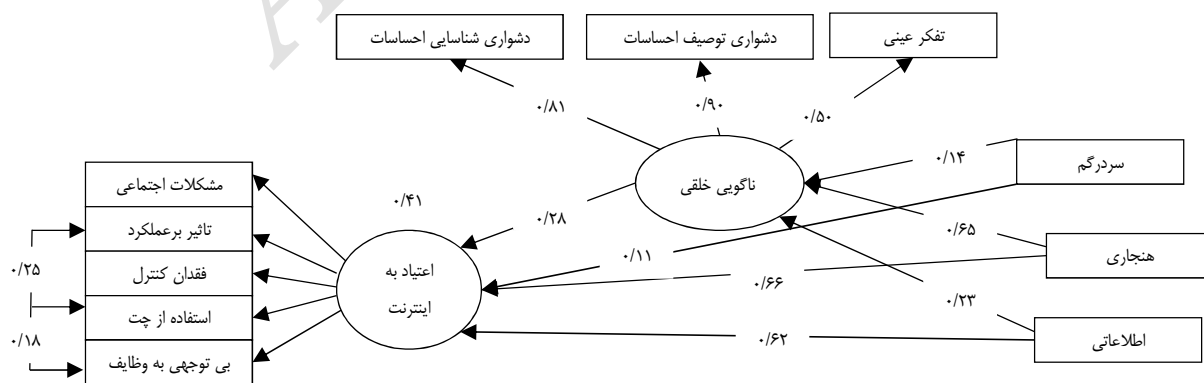 دشواری شناسایی احساسات
دشواری توصیف احساسات
تفکر عینی
۰/۸۱
۰/۹۰
۰/۵۰
سردرگم
۰/۱۴
ناگویی خلقی
مشکلات اجتماعی
۰/۴۱
۰/۲۸
۰/۶۵
هنجاری
تاثیر برعملکرد
۰/۲۵
فقدان کنترل
اعتیاد به
اینترنت
۰/۱۱
۰/۶۶
۰/۲۳
استفاده از چت
۰/۱۸
بی توجهی به وظایف
۰/۶۲
اطلاعاتی